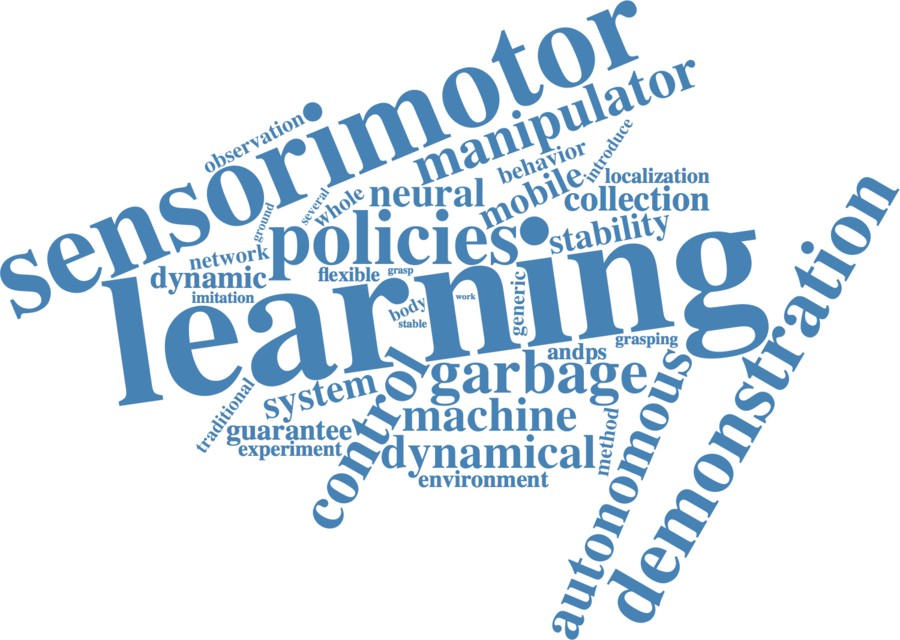 sensorimotor
observation
manipulator
introduce
behavior
localization
several
whole
neural
mobile
collection
ground
policies
stability
network
dynamic
flexible
grasp
imitation
learning
generic
body
work
stable
demonstration
grasping
andps
traditional
system
control
garbage
autonomous
guarantee
machine
method
experiment
dynamical
environment